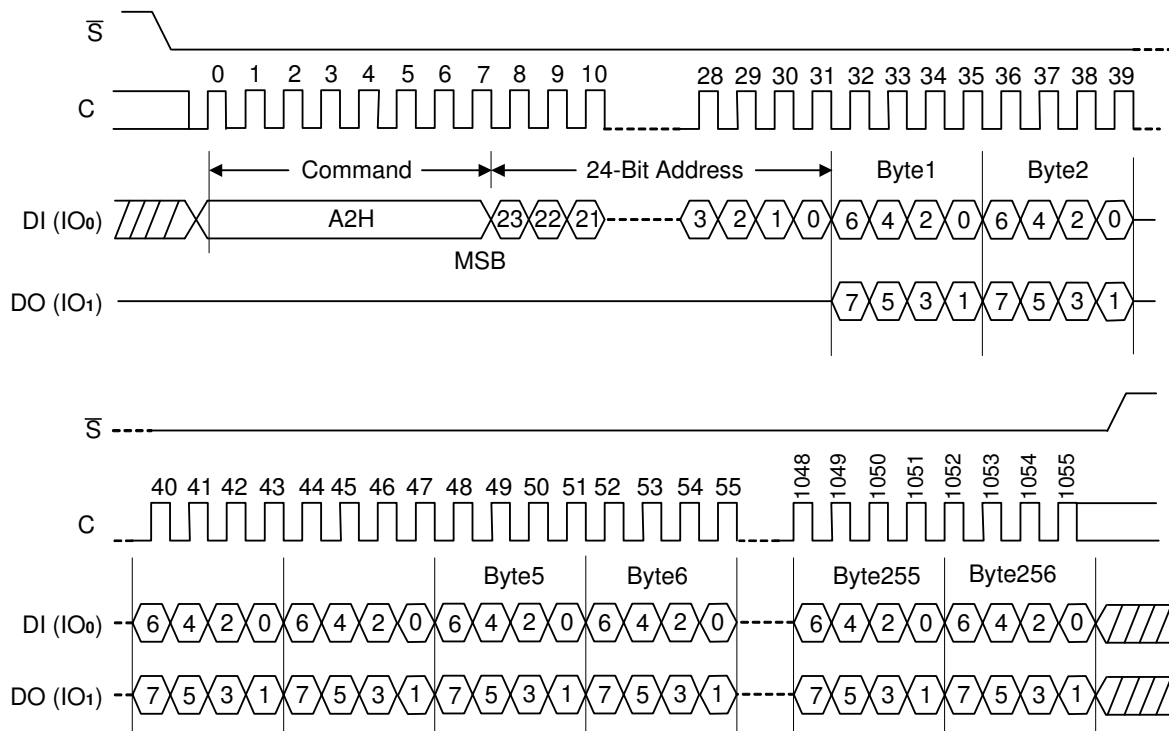 S̅
0 1 2 3 4 5 6 7 8 9 10 28 29 30 31 32 33 34 35 36 37 38 39
C
Command 24-Bit Address Byte1 Byte2
DI (IO₀) A2H 23 22 21 3 2 1 0 6 4 2 0 6 4 2 0
MSB
DO (IO₁) 7 5 3 1 7 5 3 1
S̅
40 41 42 43 44 45 46 47 48 49 50 51 52 53 54 55 1048 1049 1050 1051 1052 1053 1054 1055
C
Byte5 Byte6 Byte255 Byte256
DI (IO₀) 6 4 2 0 6 4 2 0 6 4 2 0 6 4 2 0 6 4 2 0 6 4 2 0
DO (IO₁) 7 5 3 1 7 5 3 1 7 5 3 1 7 5 3 1 7 5 3 1 7 5 3 1